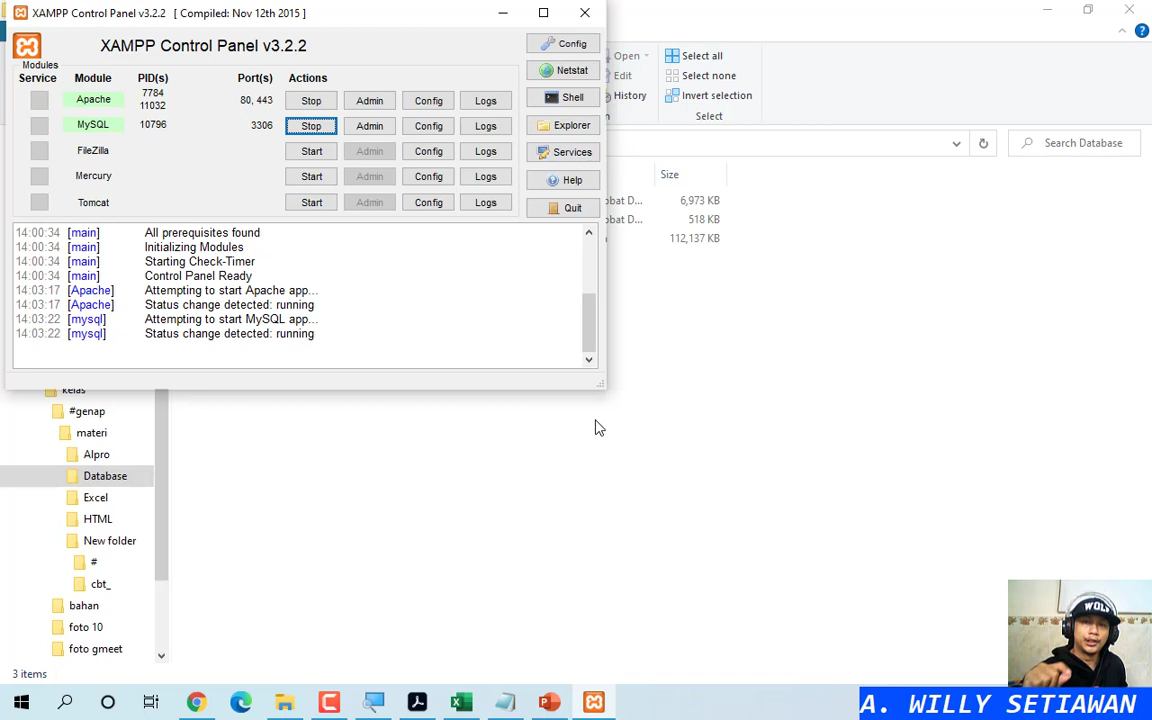 XAMPP Control Panel v3.2.2 [ Compiled: Nov 12th 2015 ]
XAMPP Control Panel v3.2.2
Config
Modules
Service Module PID(s) Port(s) Actions
Netstat
Apache 7784 11032 80, 443 Stop Admin Config Logs
Shell
MySQL 10796 3306 Stop Admin Config Logs
Explorer
FileZilla Start Admin Config Logs
Services
Mercury Start Admin Config Logs
Help
Tomcat Start Admin Config Logs
Quit
14:00:34 [main] All prerequisites found
14:00:34 [main] Initializing Modules
14:00:34 [main] Starting Check-Timer
14:00:34 [main] Control Panel Ready
14:03:17 [Apache] Attempting to start Apache app...
14:03:17 [Apache] Status change detected: running
14:03:22 [mysql] Attempting to start MySQL app...
14:03:22 [mysql] Status change detected: running
Open
Edit
History
Select all
Select none
Invert selection
Select
Search Database
Size
obat D... 6,973 KB
obat D... 518 KB
112,137 KB
kelas
#genap
materi
Alpro
Database
Excel
HTML
New folder
#
cbt_
bahan
foto 10
foto gmeet
3 items
WOLF
A. WILLY SETIAWAN